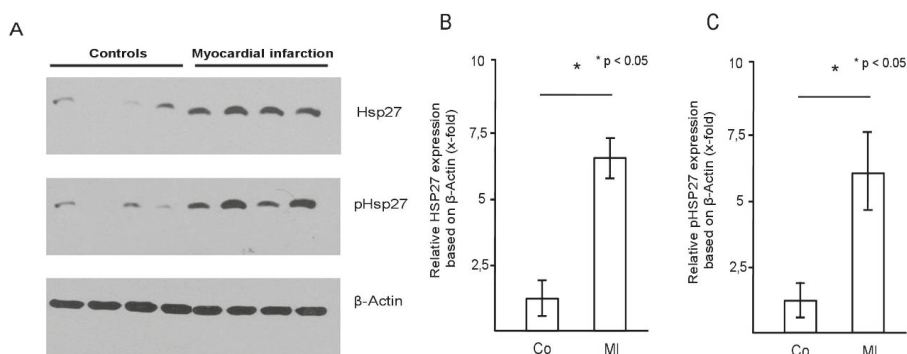 A
Controls
Myocardial infarction
Hsp27
pHsp27
β-Actin
B
Relative HSP27 expression
based on β-Actin (x-fold)
10
7,5
5
2,5
*
* p < 0.05
Co
MI
C
Relative pHSP27 expression
based on β-Actin (x-fold)
10
7,5
5
2,5
*
* p < 0.05
Co
MI